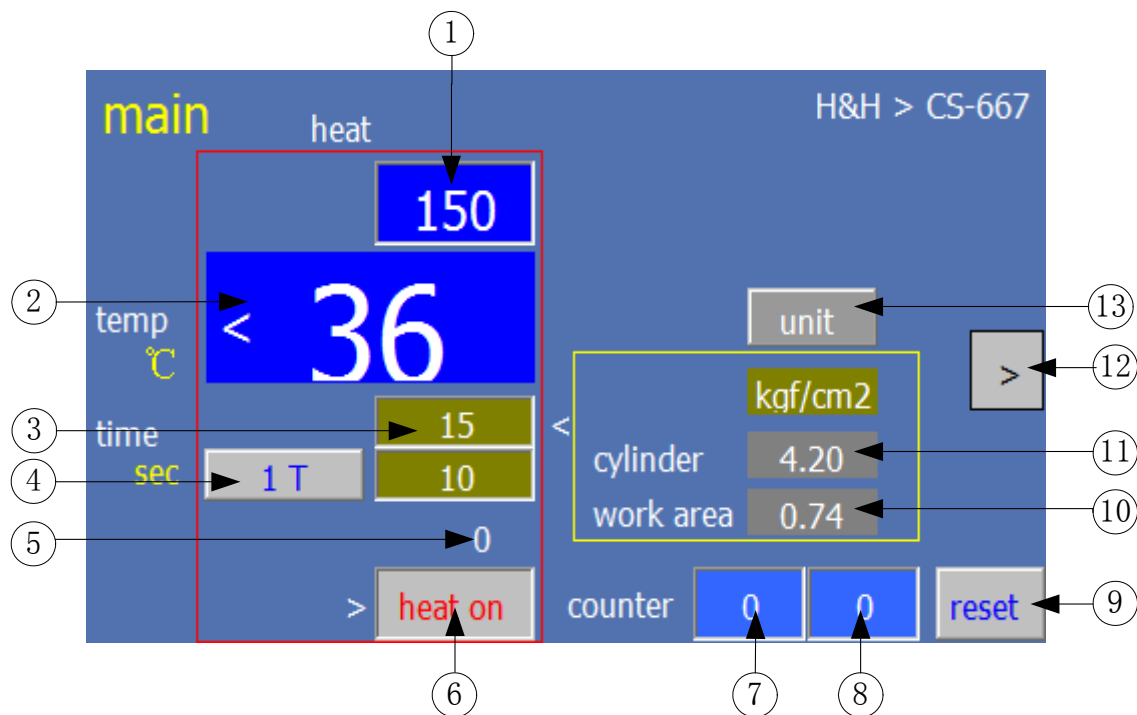 1
main
H&H > CS-667
heat
150
2
temp
℃
< 36
unit
13
>
12
kgf/cm2
3
time
sec
15
<
cylinder 4.20
11
4
1 T
10
work area 0.74
10
5
0
> heat on
counter 0 0 reset
9
6
7
8